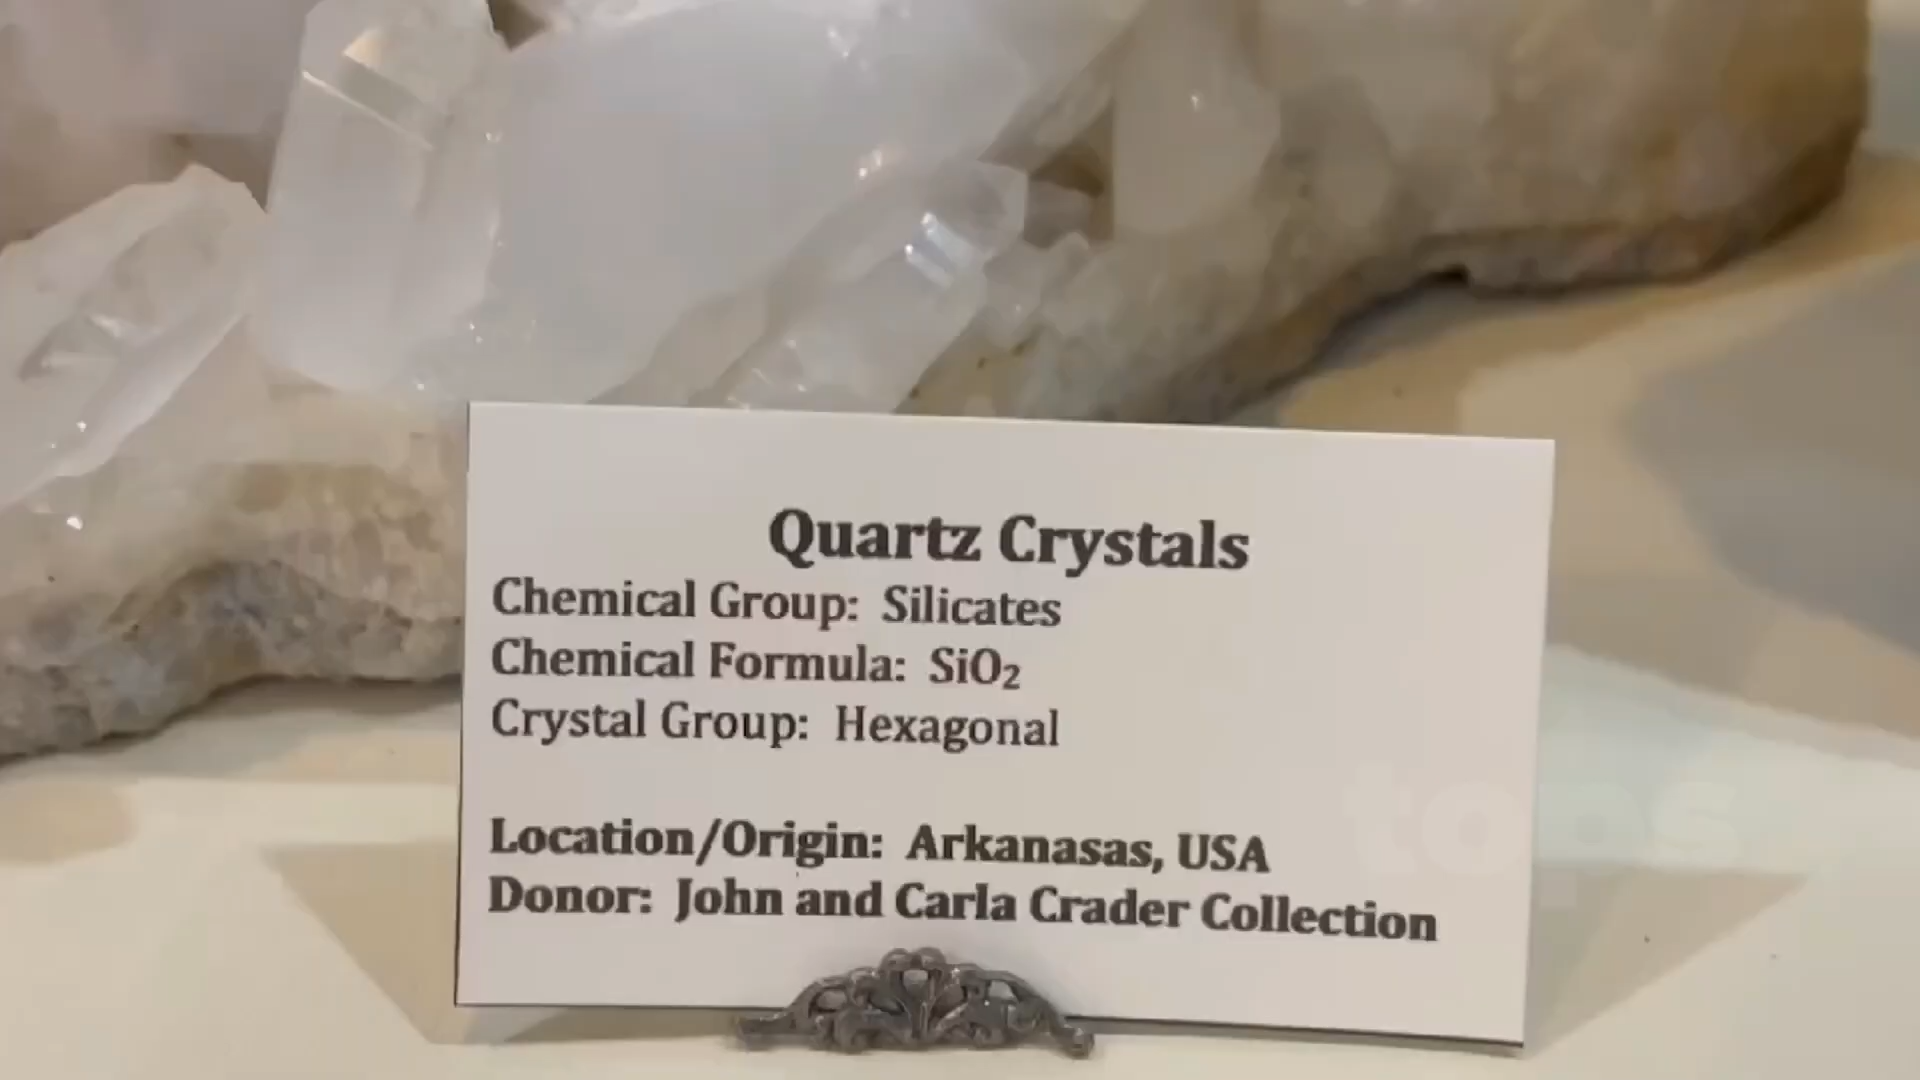 Quartz Crystals
Chemical Group: Silicates
Chemical Formula: SiO₂
Crystal Group: Hexagonal
Location/Origin: Arkanasas, USA
Donor: John and Carla Crader Collection